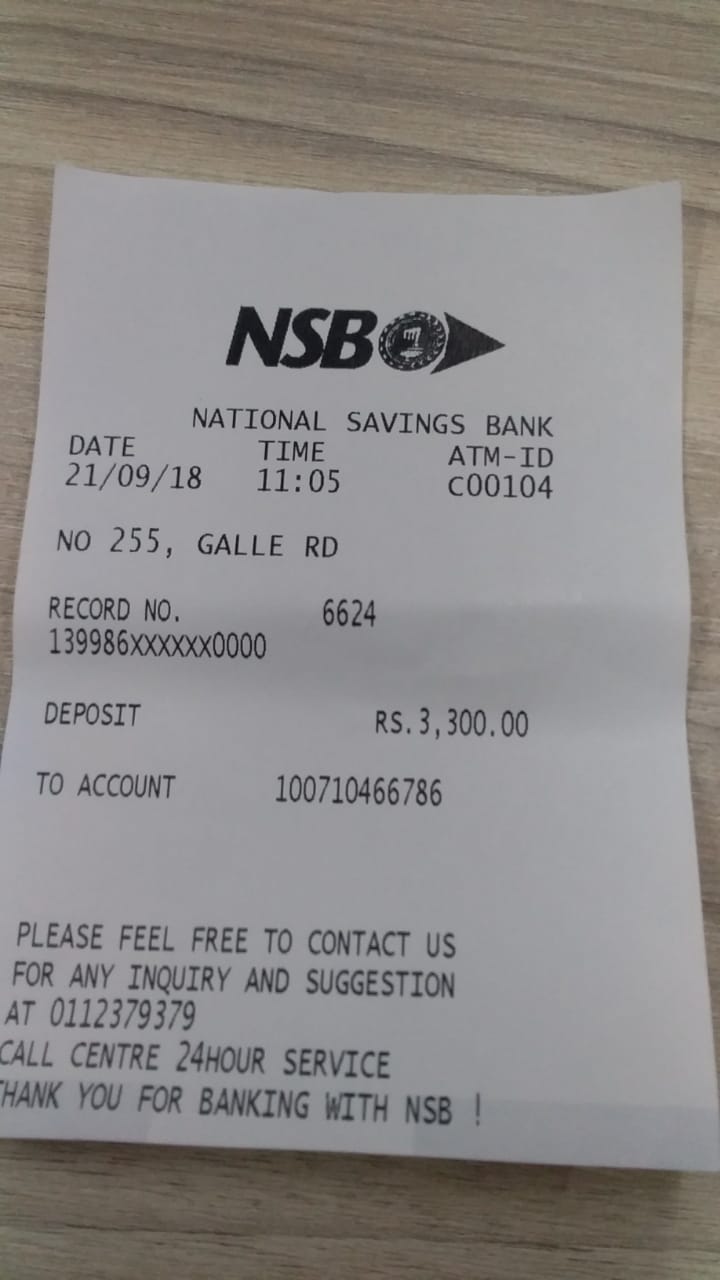 NSB
NATIONAL SAVINGS BANK
DATE TIME ATM-ID
21/09/18 11:05 C00104
NO 255, GALLE RD
RECORD NO. 6624
139986XXXXXX0000
DEPOSIT RS.3,300.00
TO ACCOUNT 100710466786
PLEASE FEEL FREE TO CONTACT US
FOR ANY INQUIRY AND SUGGESTION
AT 0112379379
CALL CENTRE 24HOUR SERVICE
THANK YOU FOR BANKING WITH NSB !